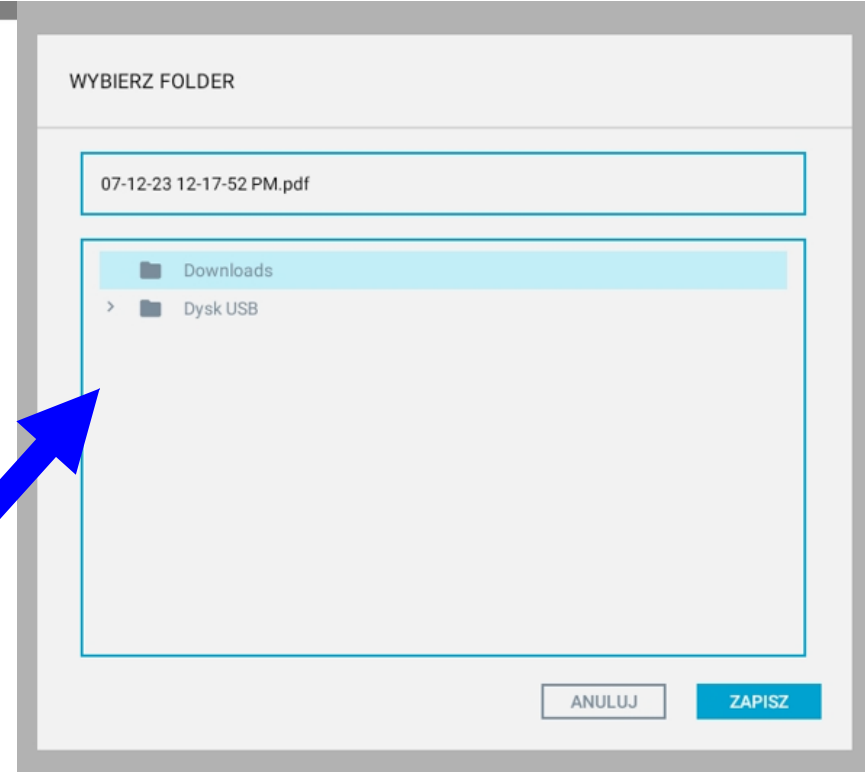 WYBIERZ FOLDER
07-12-23 12-17-52 PM.pdf
Downloads
Dysk USB
ANULUJ
ZAPISZ